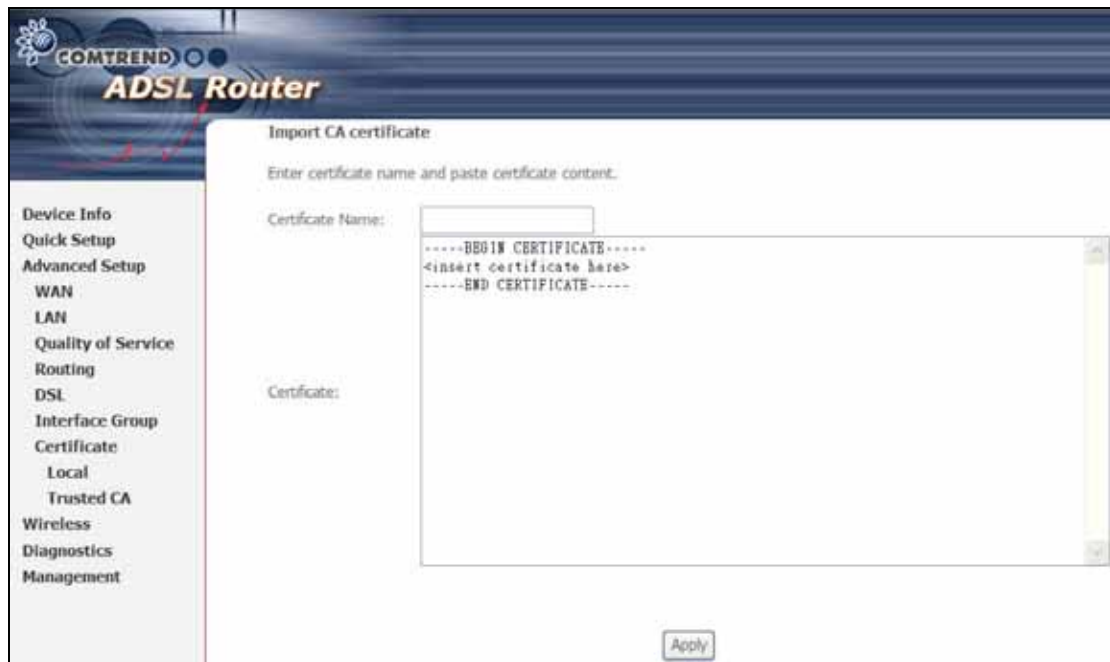 COMTREND
ADSL Router
Import CA certificate
Enter certificate name and paste certificate content.
Certificate Name:
-----BEGIN CERTIFICATE-----
<insert certificate here>
-----END CERTIFICATE-----
Certificate:
Apply
Device Info
Quick Setup
Advanced Setup
WAN
LAN
Quality of Service
Routing
DSL
Interface Group
Certificate
Local
Trusted CA
Wireless
Diagnostics
Management